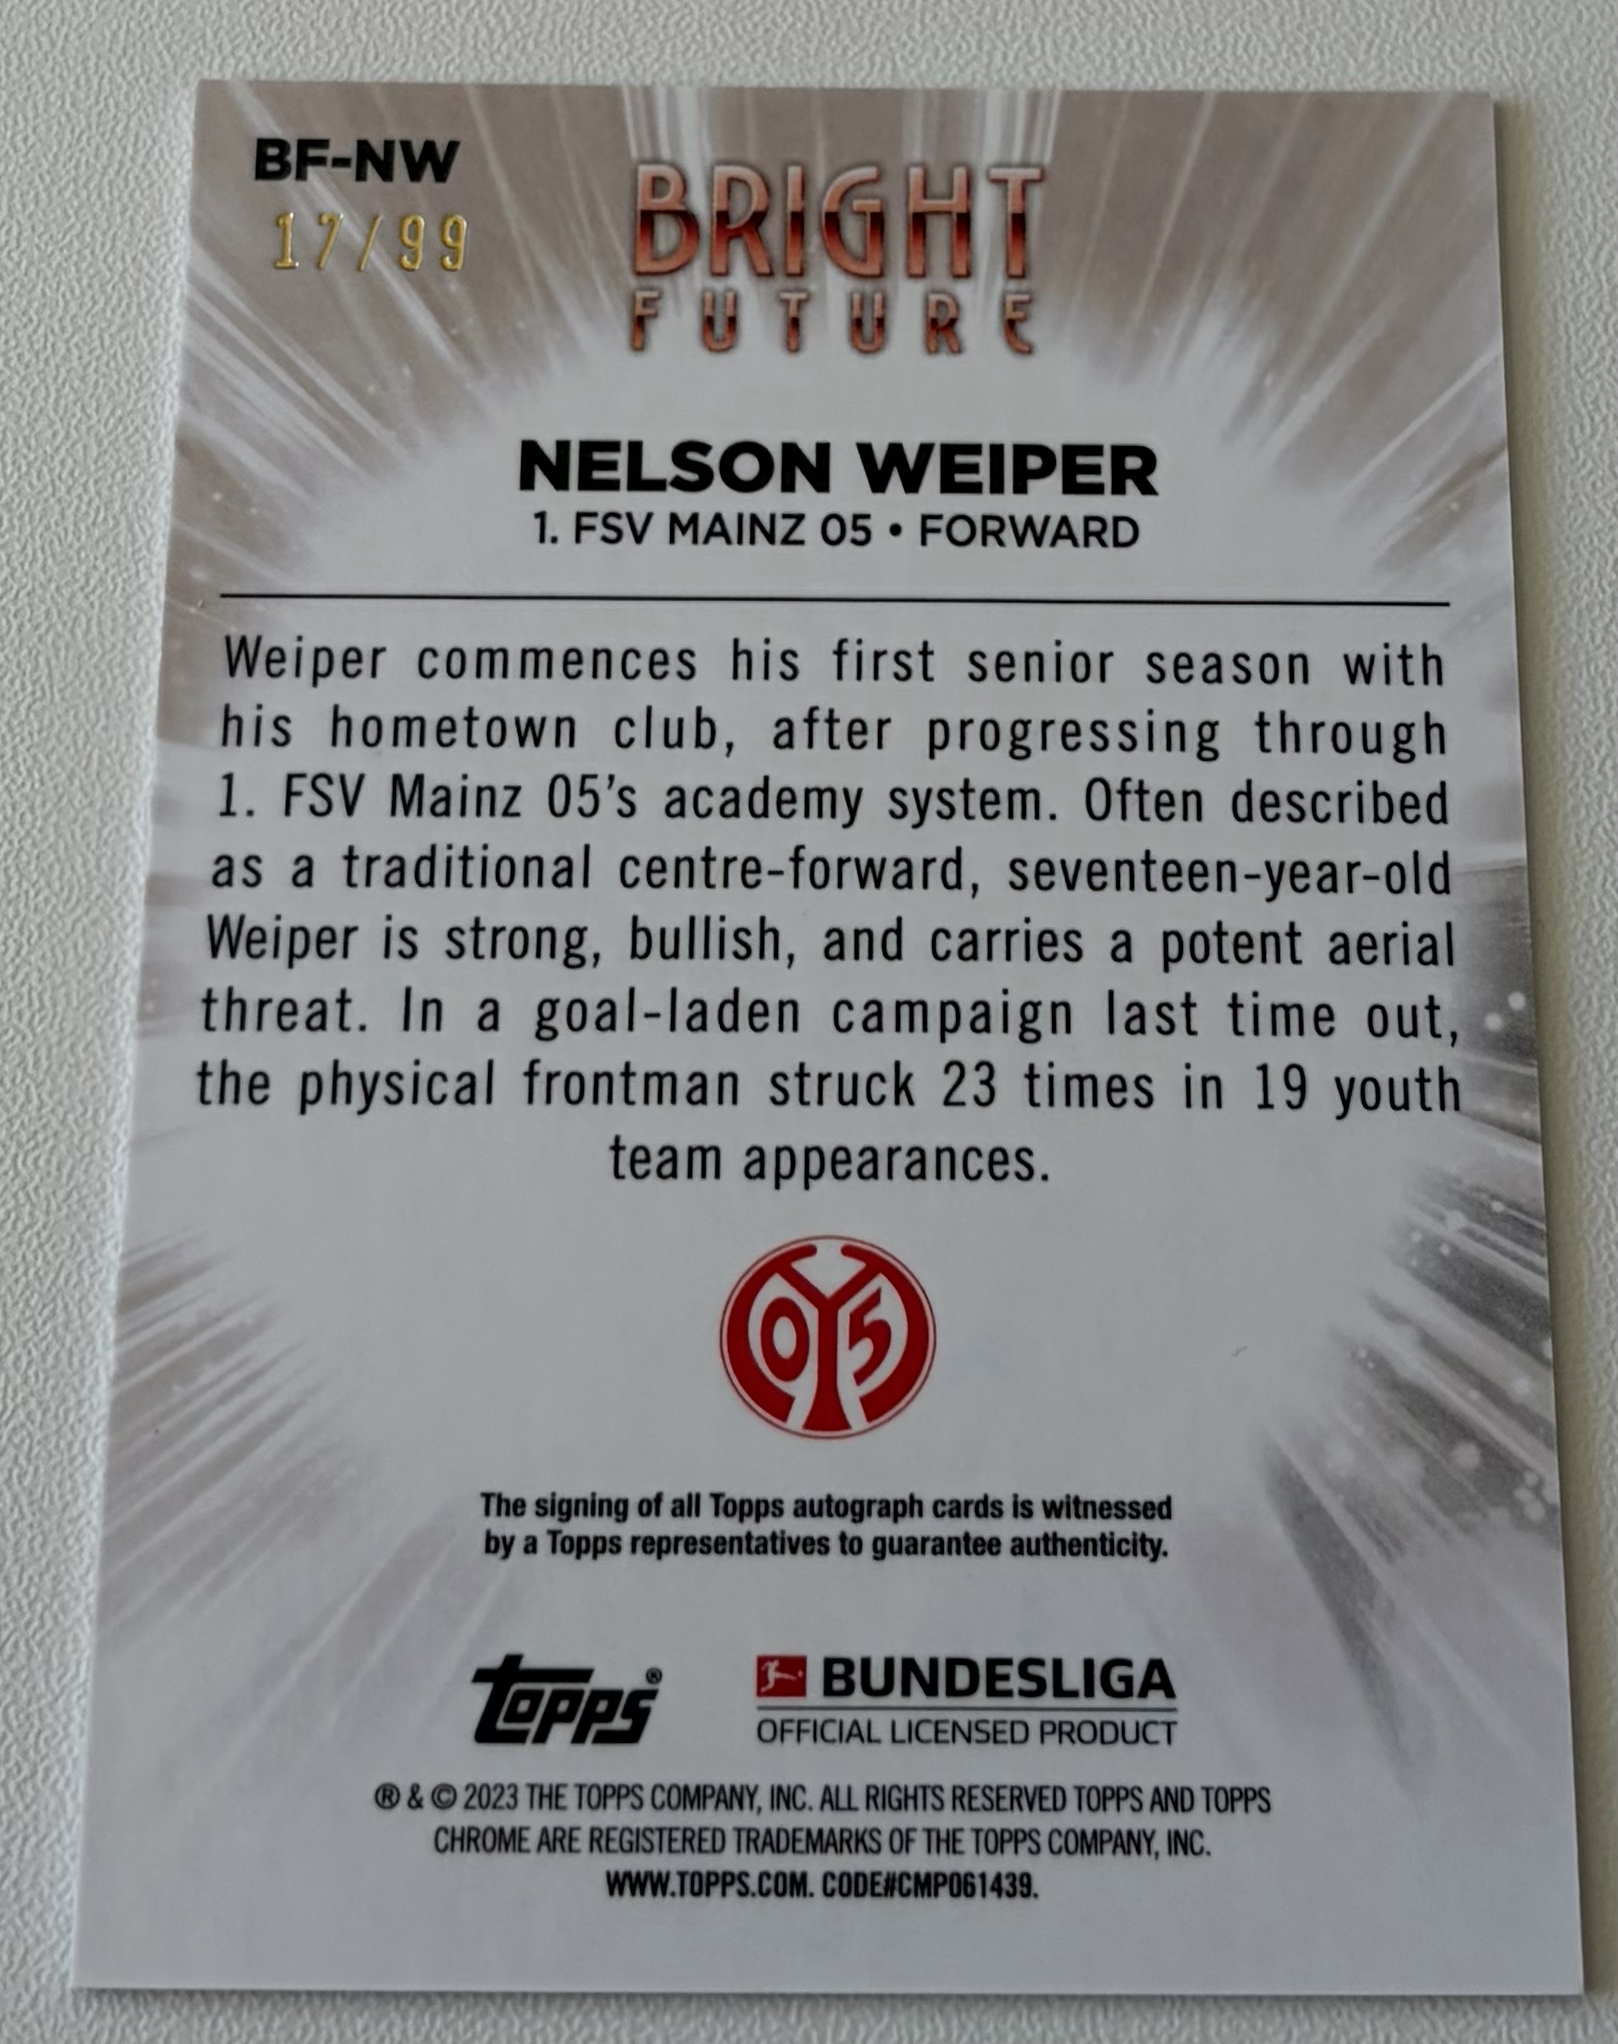 BF-NW
17/99
BRIGHT
FUTURE
NELSON WEIPER
1. FSV MAINZ 05 • FORWARD
Weiper commences his first senior season with
his hometown club, after progressing through
1. FSV Mainz 05's academy system. Often described
as a traditional centre-forward, seventeen-year-old
Weiper is strong, bullish, and carries a potent aerial
threat. In a goal-laden campaign last time out,
the physical frontman struck 23 times in 19 youth
team appearances.
05
The signing of all Topps autograph cards is witnessed
by a Topps representatives to guarantee authenticity.
topps®
BUNDESLIGA
OFFICIAL LICENSED PRODUCT
® & © 2023 THE TOPPS COMPANY, INC. ALL RIGHTS RESERVED TOPPS AND TOPPS
CHROME ARE REGISTERED TRADEMARKS OF THE TOPPS COMPANY, INC.
WWW.TOPPS.COM. CODE#CMP061439.